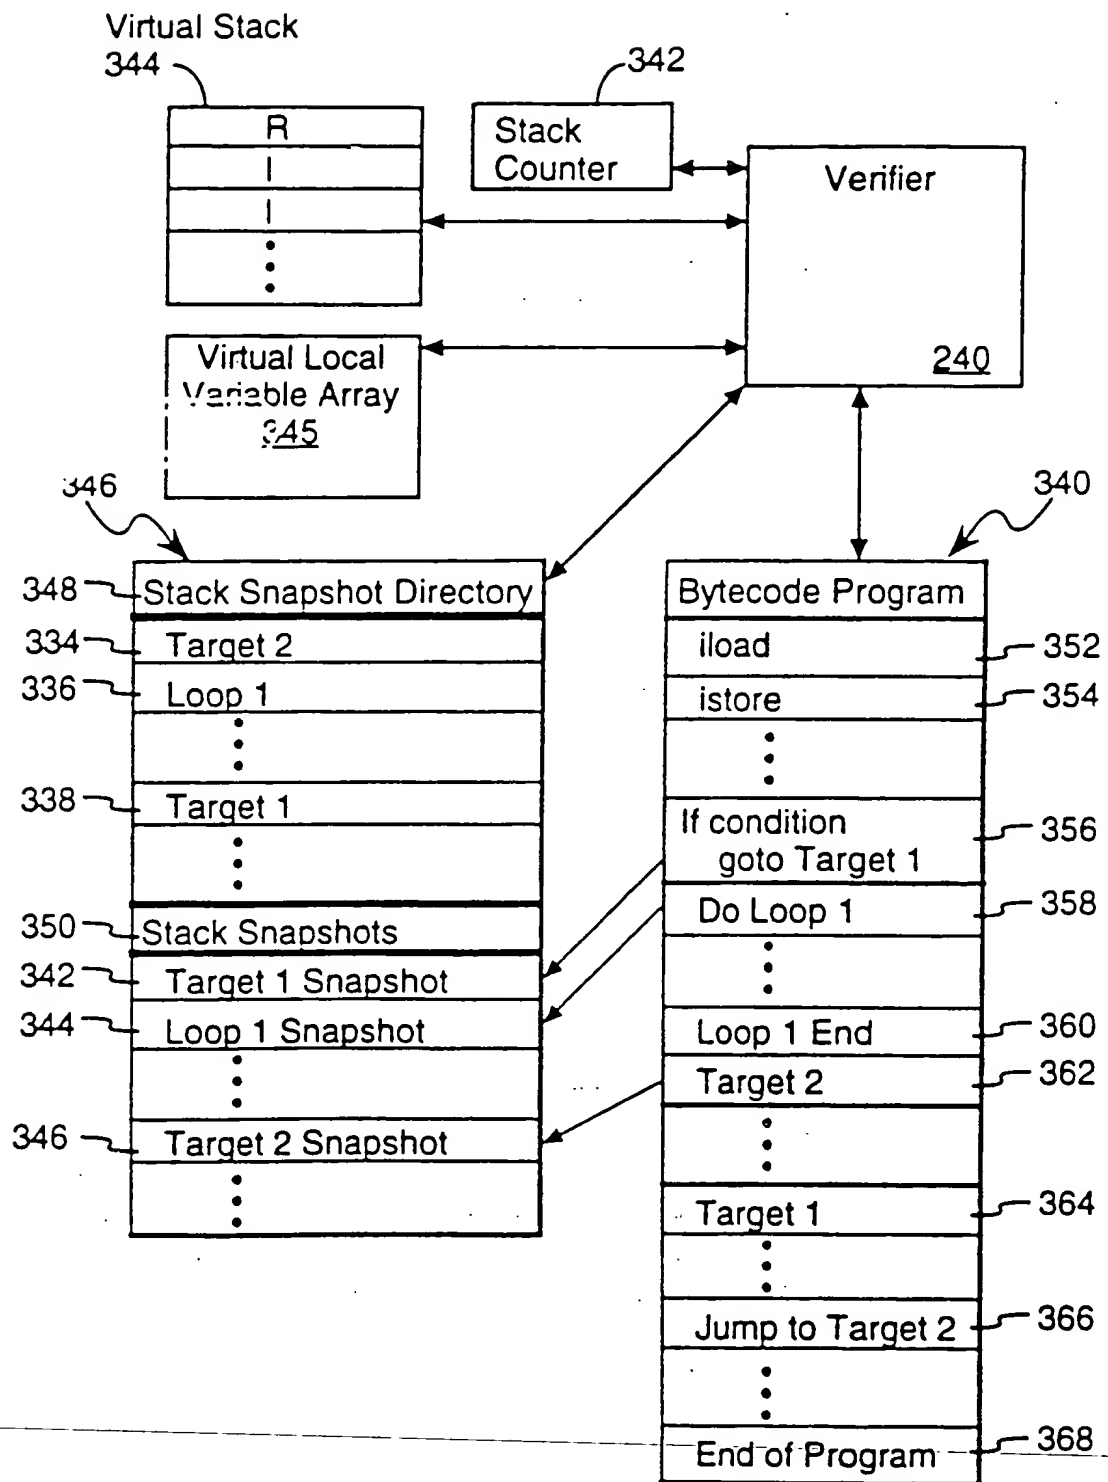 Virtual Stack
344
R
I
I
342
Stack
Counter
Verifier
240
Virtual Local
Variable Array
345
346
348
Stack Snapshot Directory
334
Target 2
336
Loop 1
338
Target 1
350
Stack Snapshots
342
Target 1 Snapshot
344
Loop 1 Snapshot
346
Target 2 Snapshot
340
Bytecode Program
iload
352
istore
354
If condition
goto Target 1
356
Do Loop 1
358
Loop 1 End
360
Target 2
362
Target 1
364
Jump to Target 2
366
End of Program
368